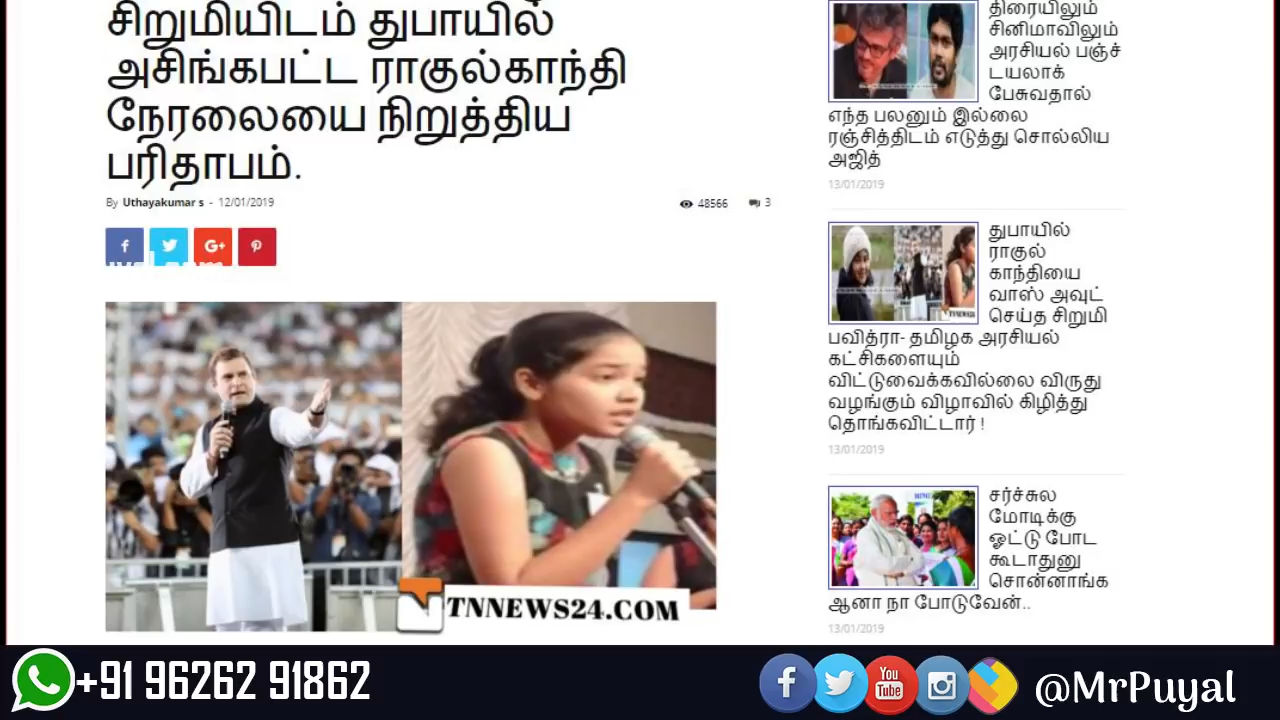 சிறுமியிடம் துபாயில்
அசிங்கபட்ட ராகுல்காந்தி
நேரலையை நிறுத்திய
பரிதாபம்.
By Uthayakumar s - 12/01/2019
48566 3
TNNEWS24.COM
திரையிலும்
சினிமாவிலும்
அரசியல் பஞ்ச்
டயலாக்
பேசுவதால்
எந்த பலனும் இல்லை
ரஞ்சித்திடம் எடுத்து சொல்லிய
அஜித்
13/01/2019
துபாயில்
ராகுல்
காந்தியை
வாஸ் அவுட்
செய்த சிறுமி
பவித்ரா- தமிழக அரசியல்
கட்சிகளையும்
விட்டுவைக்கவில்லை விருது
வழங்கும் விழாவில் கிழித்து
தொங்கவிட்டார் !
13/01/2019
சர்ச்சுல
மோடிக்கு
ஓட்டு போட
கூடாதுனு
சொன்னாங்க
ஆனா நா போடுவேன்..
13/01/2019
+91 96262 91862
You
Tube
@MrPuyal